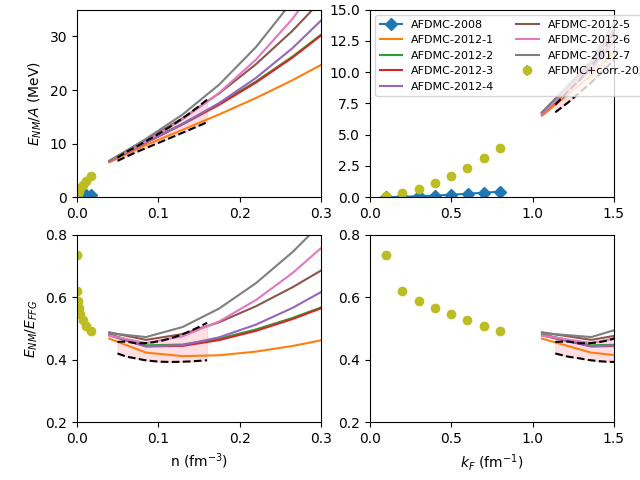 30
20
10
0
0.0 0.1 0.2 0.3
E_NM/A (MeV)
15.0
12.5
10.0
7.5
5.0
2.5
0.0
0.0 0.5 1.0 1.5
AFDMC-2008
AFDMC-2012-1
AFDMC-2012-2
AFDMC-2012-3
AFDMC-2012-4
AFDMC-2012-5
AFDMC-2012-6
AFDMC-2012-7
0.8
0.6
0.4
0.2
0.0 0.1 0.2 0.3
E_NM/E_FFG
n (fm⁻³)
0.8
0.6
0.4
0.2
0.0 0.5 1.0 1.5
k_F (fm⁻¹)